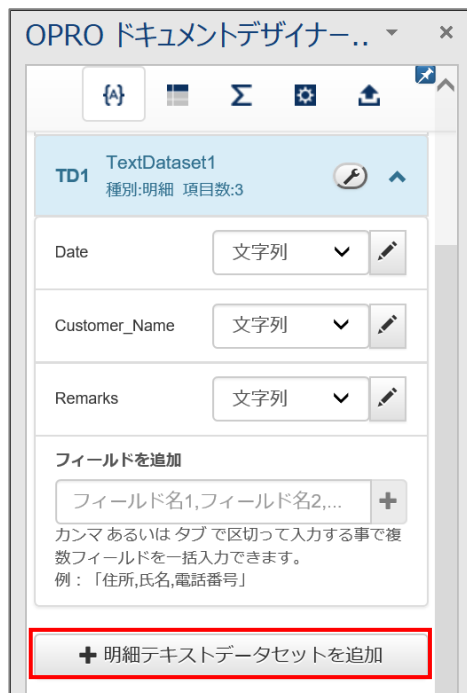 OPRO ドキュメントデザイナー..
{A}
TD1
TextDataset1
種別:明細 項目数:3
Date 文字列
Customer_Name 文字列
Remarks 文字列
フィールドを追加
フィールド名1,フィールド名2,...
カンマ あるいは タブ で区切って入力する事で複
数フィールドを一括入力できます。
例：「住所,氏名,電話番号」
明細テキストデータセットを追加